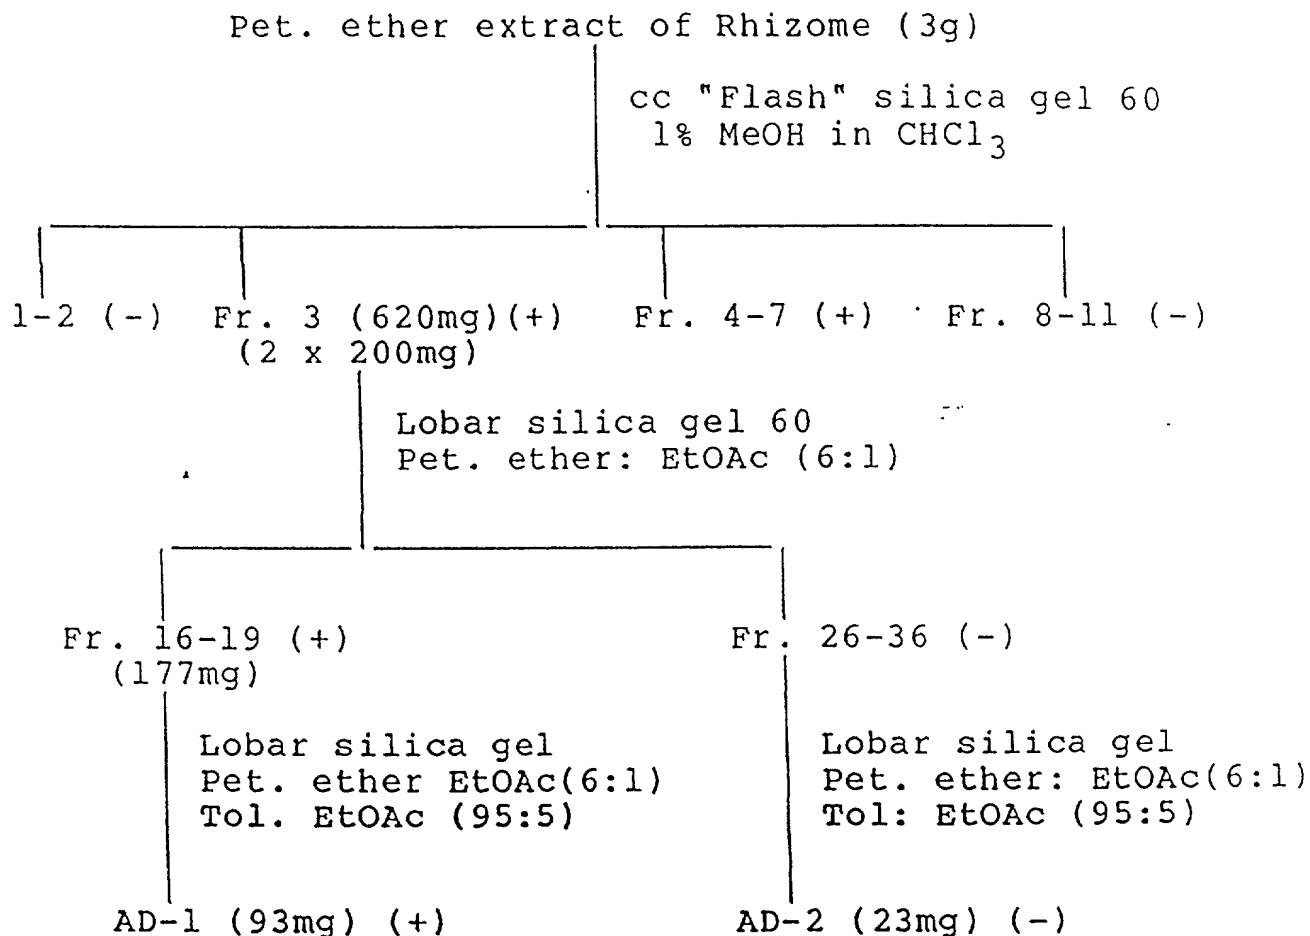 Pet. ether extract of Rhizome (3g)
cc "Flash" silica gel 60
1% MeOH in CHCl3
1-2 (-) Fr. 3 (620mg)(+) Fr. 4-7 (+) Fr. 8-11 (-)
(2 x 200mg)
Lobar silica gel 60
Pet. ether: EtOAc (6:1)
Fr. 16-19 (+) Fr. 26-36 (-)
(177mg)
Lobar silica gel Lobar silica gel
Pet. ether EtOAc(6:1) Pet. ether: EtOAc(6:1)
Tol. EtOAc (95:5) Tol: EtOAc (95:5)
AD-1 (93mg) (+) AD-2 (23mg) (-)